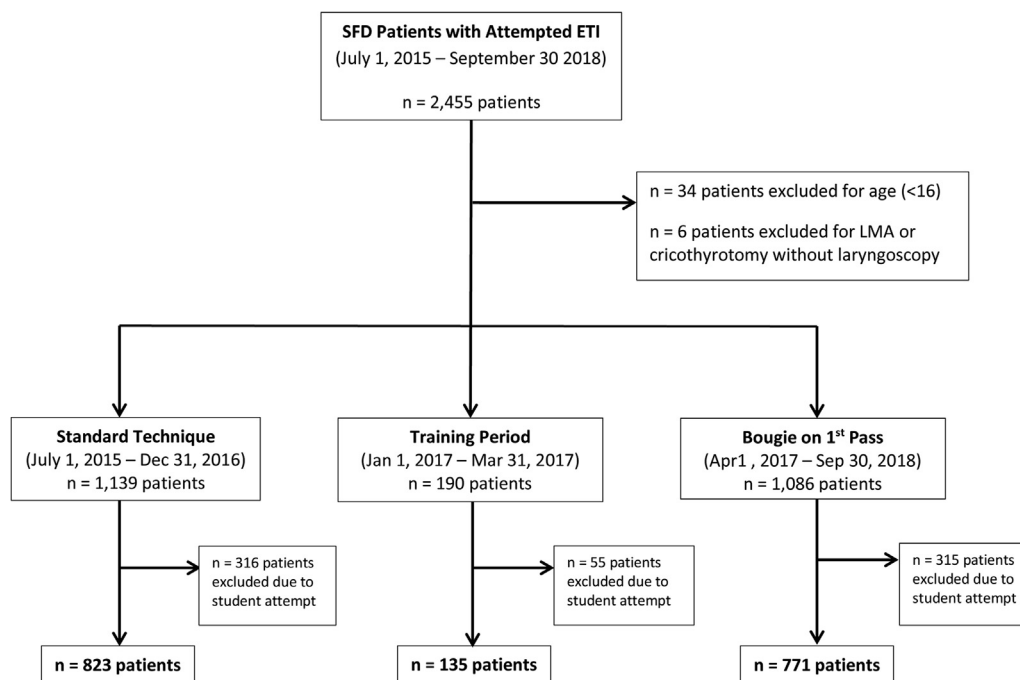 SFD Patients with Attempted ETI
(July 1, 2015 – September 30 2018)
n = 2,455 patients
n = 34 patients excluded for age (<16)
n = 6 patients excluded for LMA or
cricothyrotomy without laryngoscopy
Standard Technique
(July 1, 2015 – Dec 31, 2016)
n = 1,139 patients
Training Period
(Jan 1, 2017 – Mar 31, 2017)
n = 190 patients
Bougie on 1st Pass
(Apr1 , 2017 – Sep 30, 2018)
n = 1,086 patients
n = 316 patients
excluded due to
student attempt
n = 55 patients
excluded due to
student attempt
n = 315 patients
excluded due to
student attempt
n = 823 patients
n = 135 patients
n = 771 patients